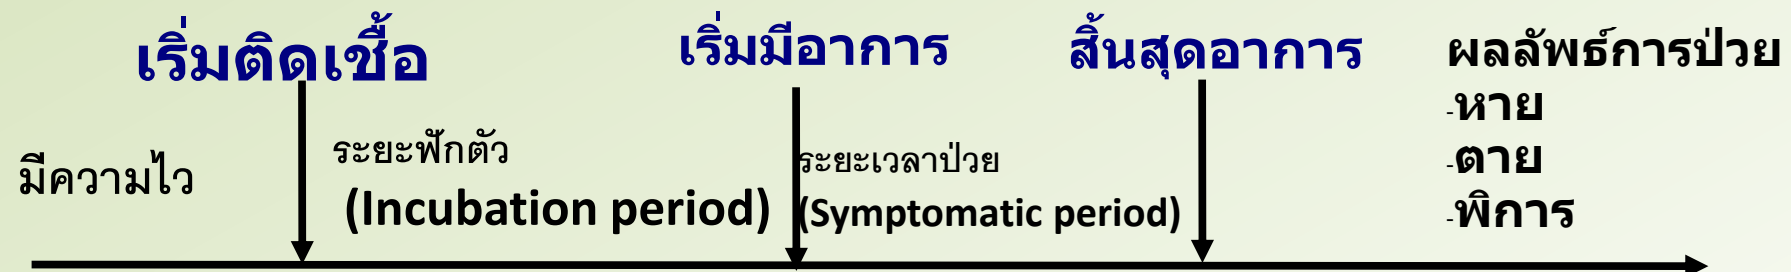 เริ่มติดเชื้อ
เริ่มมีอาการ
สิ้นสุดอาการ
ผลลัพธ์การป่วย
-หาย
-ตาย
-พิการ
มีความไว
ระยะฟักตัว
(Incubation period)
ระยะเวลาป่วย
(Symptomatic period)